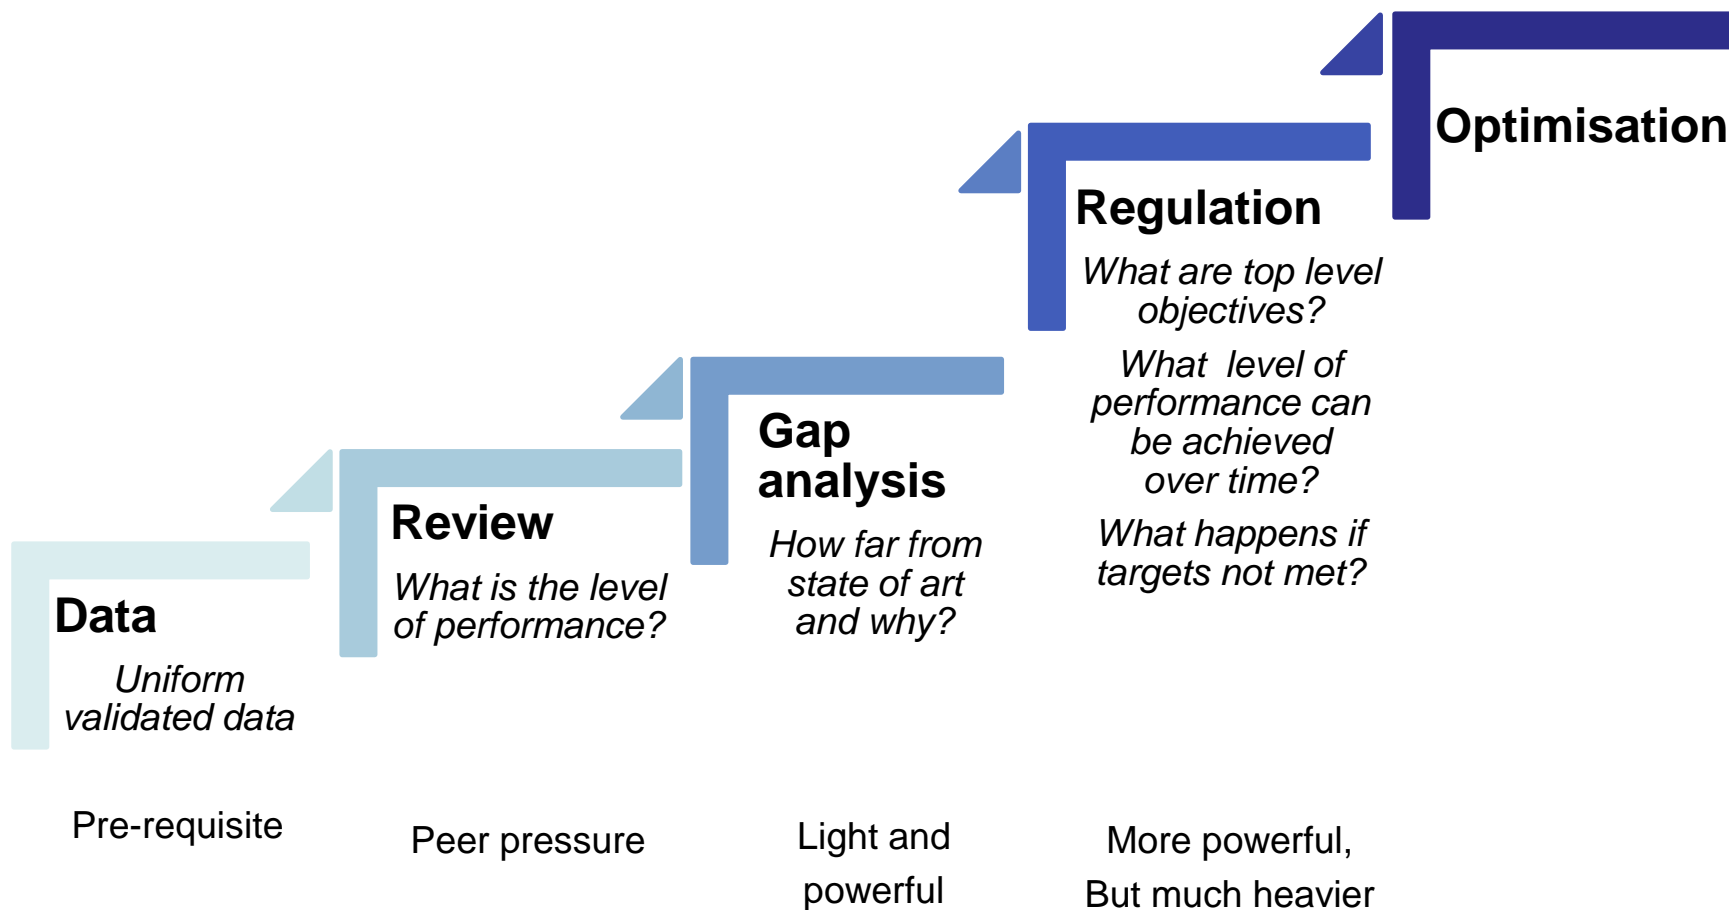 Optimisation
Regulation
What are top level
objectives?
What level of
performance can
be achieved
over time?
What happens if
targets not met?
Gap
analysis
How far from
state of art
and why?
Review
What is the level
of performance?
Data
Uniform
validated data
Pre-requisite
Peer pressure
Light and
powerful
More powerful,
But much heavier